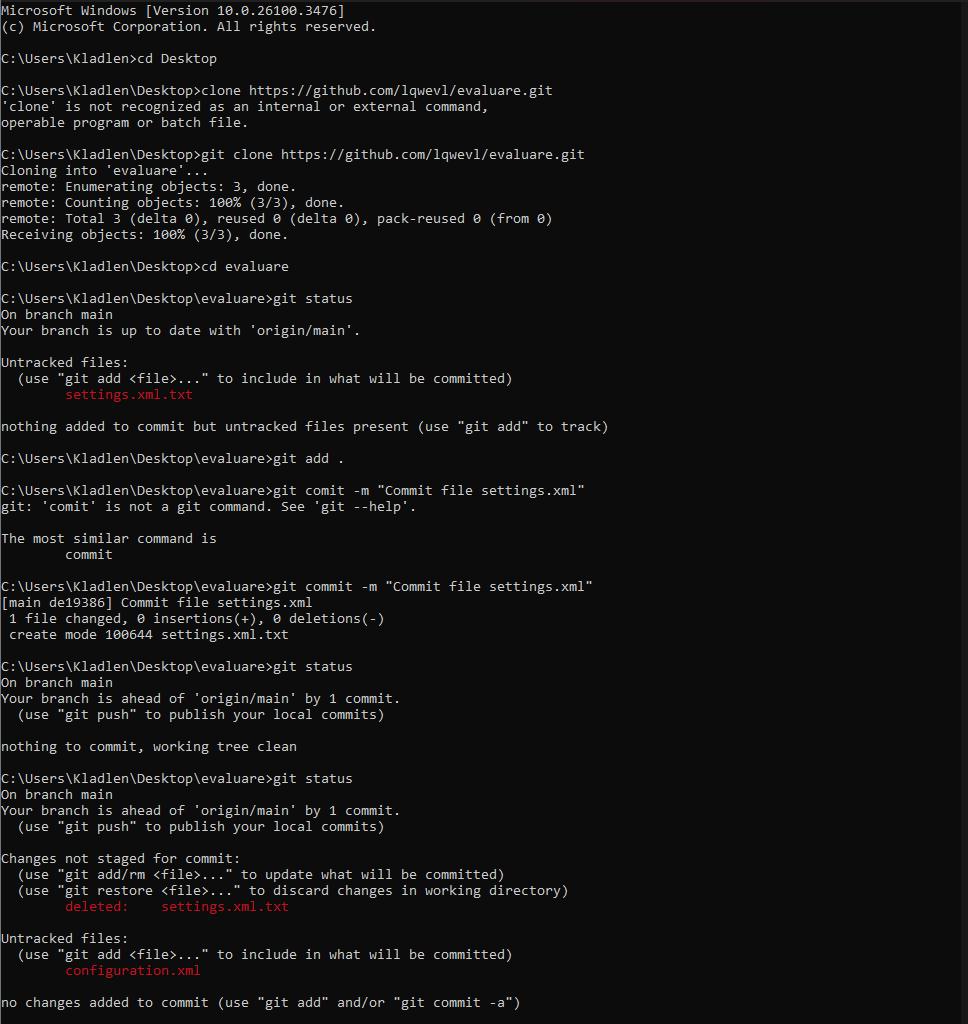 Microsoft Windows [Version 10.0.26100.3476]
(c) Microsoft Corporation. All rights reserved.
C:\Users\Kladlen>cd Desktop
C:\Users\Kladlen\Desktop>clone https://github.com/lqwevl/evaluare.git
'clone' is not recognized as an internal or external command,
operable program or batch file.
C:\Users\Kladlen\Desktop>git clone https://github.com/lqwevl/evaluare.git
Cloning into 'evaluare'...
remote: Enumerating objects: 3, done.
remote: Counting objects: 100% (3/3), done.
remote: Total 3 (delta 0), reused 0 (delta 0), pack-reused 0 (from 0)
Receiving objects: 100% (3/3), done.
C:\Users\Kladlen\Desktop>cd evaluare
C:\Users\Kladlen\Desktop\evaluare>git status
On branch main
Your branch is up to date with 'origin/main'.
Untracked files:
  (use "git add <file>..." to include in what will be committed)
        settings.xml.txt
nothing added to commit but untracked files present (use "git add" to track)
C:\Users\Kladlen\Desktop\evaluare>git add .
C:\Users\Kladlen\Desktop\evaluare>git comit -m "Commit file settings.xml"
git: 'comit' is not a git command. See 'git --help'.
The most similar command is
        commit
C:\Users\Kladlen\Desktop\evaluare>git commit -m "Commit file settings.xml"
[main de19386] Commit file settings.xml
 1 file changed, 0 insertions(+), 0 deletions(-)
 create mode 100644 settings.xml.txt
C:\Users\Kladlen\Desktop\evaluare>git status
On branch main
Your branch is ahead of 'origin/main' by 1 commit.
  (use "git push" to publish your local commits)
nothing to commit, working tree clean
C:\Users\Kladlen\Desktop\evaluare>git status
On branch main
Your branch is ahead of 'origin/main' by 1 commit.
  (use "git push" to publish your local commits)
Changes not staged for commit:
  (use "git add/rm <file>..." to update what will be committed)
  (use "git restore <file>..." to discard changes in working directory)
        deleted:    settings.xml.txt
Untracked files:
  (use "git add <file>..." to include in what will be committed)
        configuration.xml
no changes added to commit (use "git add" and/or "git commit -a")